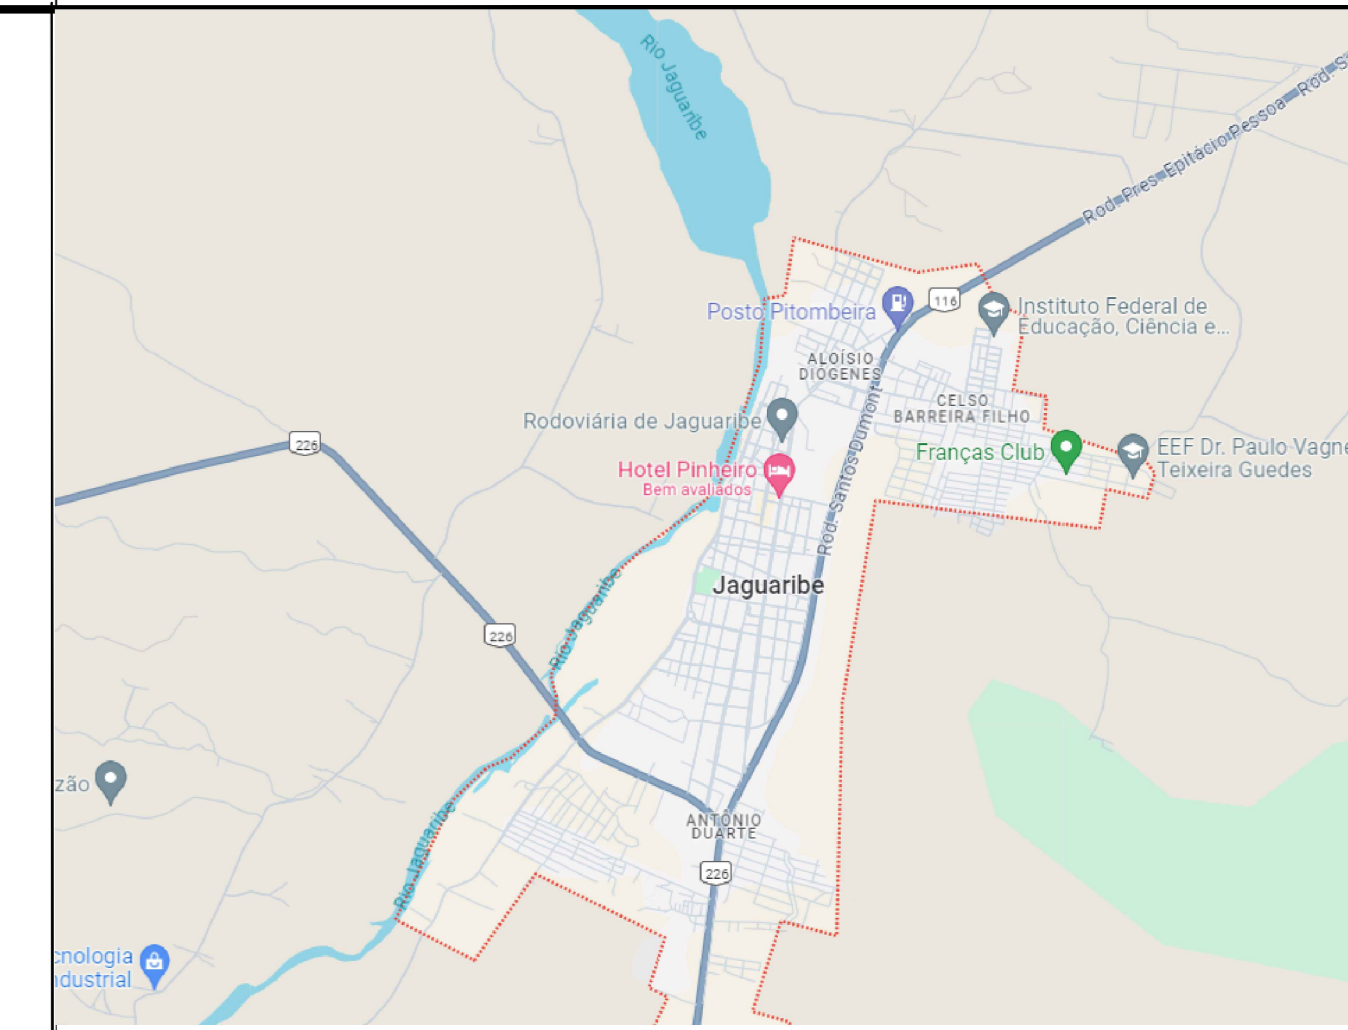 Rio Jaguaribe
Rod. Pres. Epitácio Pessoa
Rod. S
116
Posto Pitombeira
Instituto Federal de
Educação, Ciência e...
ALOÍSIO
DIÓGENES
CELSO
BARREIRA FILHO
Rodoviária de Jaguaribe
Rod. Santos Dumont
226
Franças Club
EEF Dr. Paulo Vagne
Teixeira Guedes
Hotel Pinheiro
Bem avaliados
Jaguaribe
Rio Jaguaribe
226
zão
ANTÔNIO
DUARTE
Rio Jaguaribe
226
cnologia
ndustrial